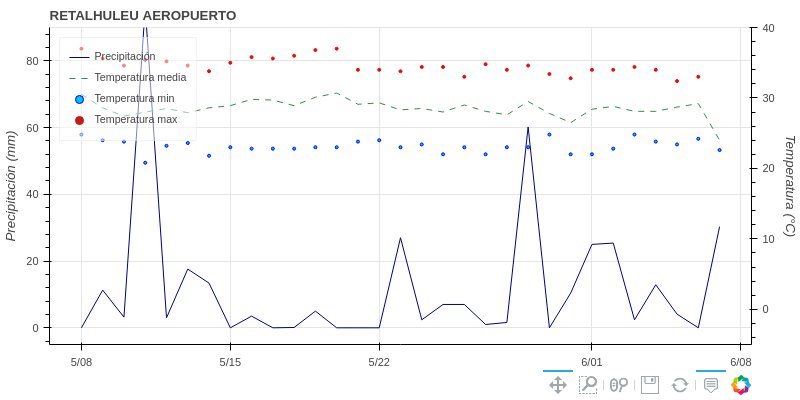 RETALHULEU AEROPUERTO
Precipitación
Temperatura media
Temperatura min
Temperatura max
Precipitación (mm)
80
60
40
20
0
Temperatura (°C)
40
30
20
10
0
5/08 5/15 5/22 6/01 6/08